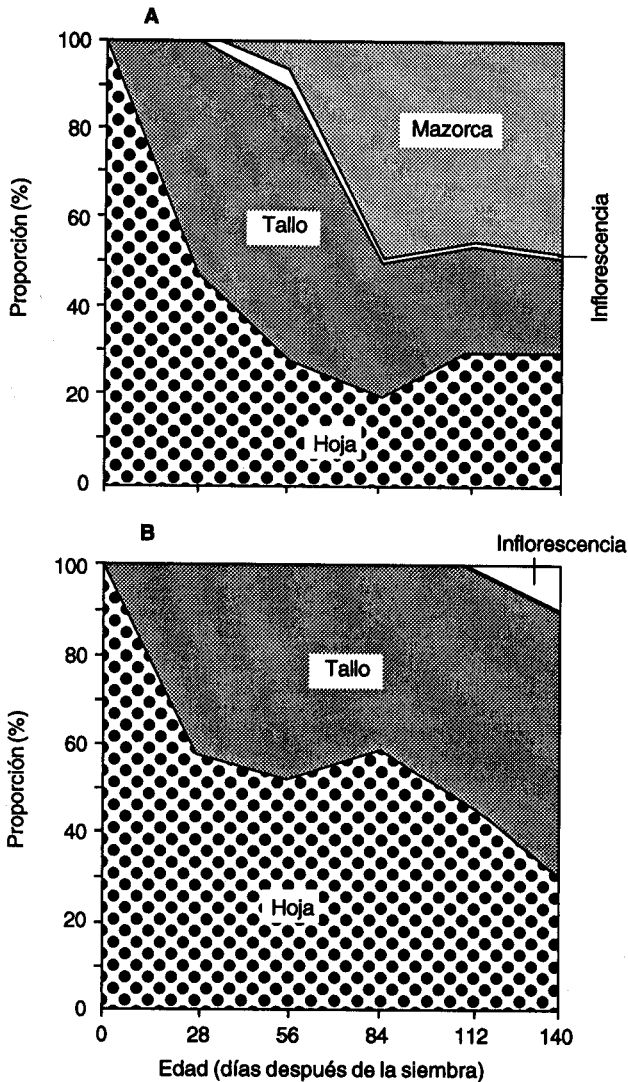 A
100
80
60
40
20
0
Proporción (%)
Mazorca
Tallo
Hoja
Inflorescencia
B
Inflorescencia
100
80
60
40
20
0
Proporción (%)
Tallo
Hoja
0 28 56 84 112 140
Edad (días después de la siembra)